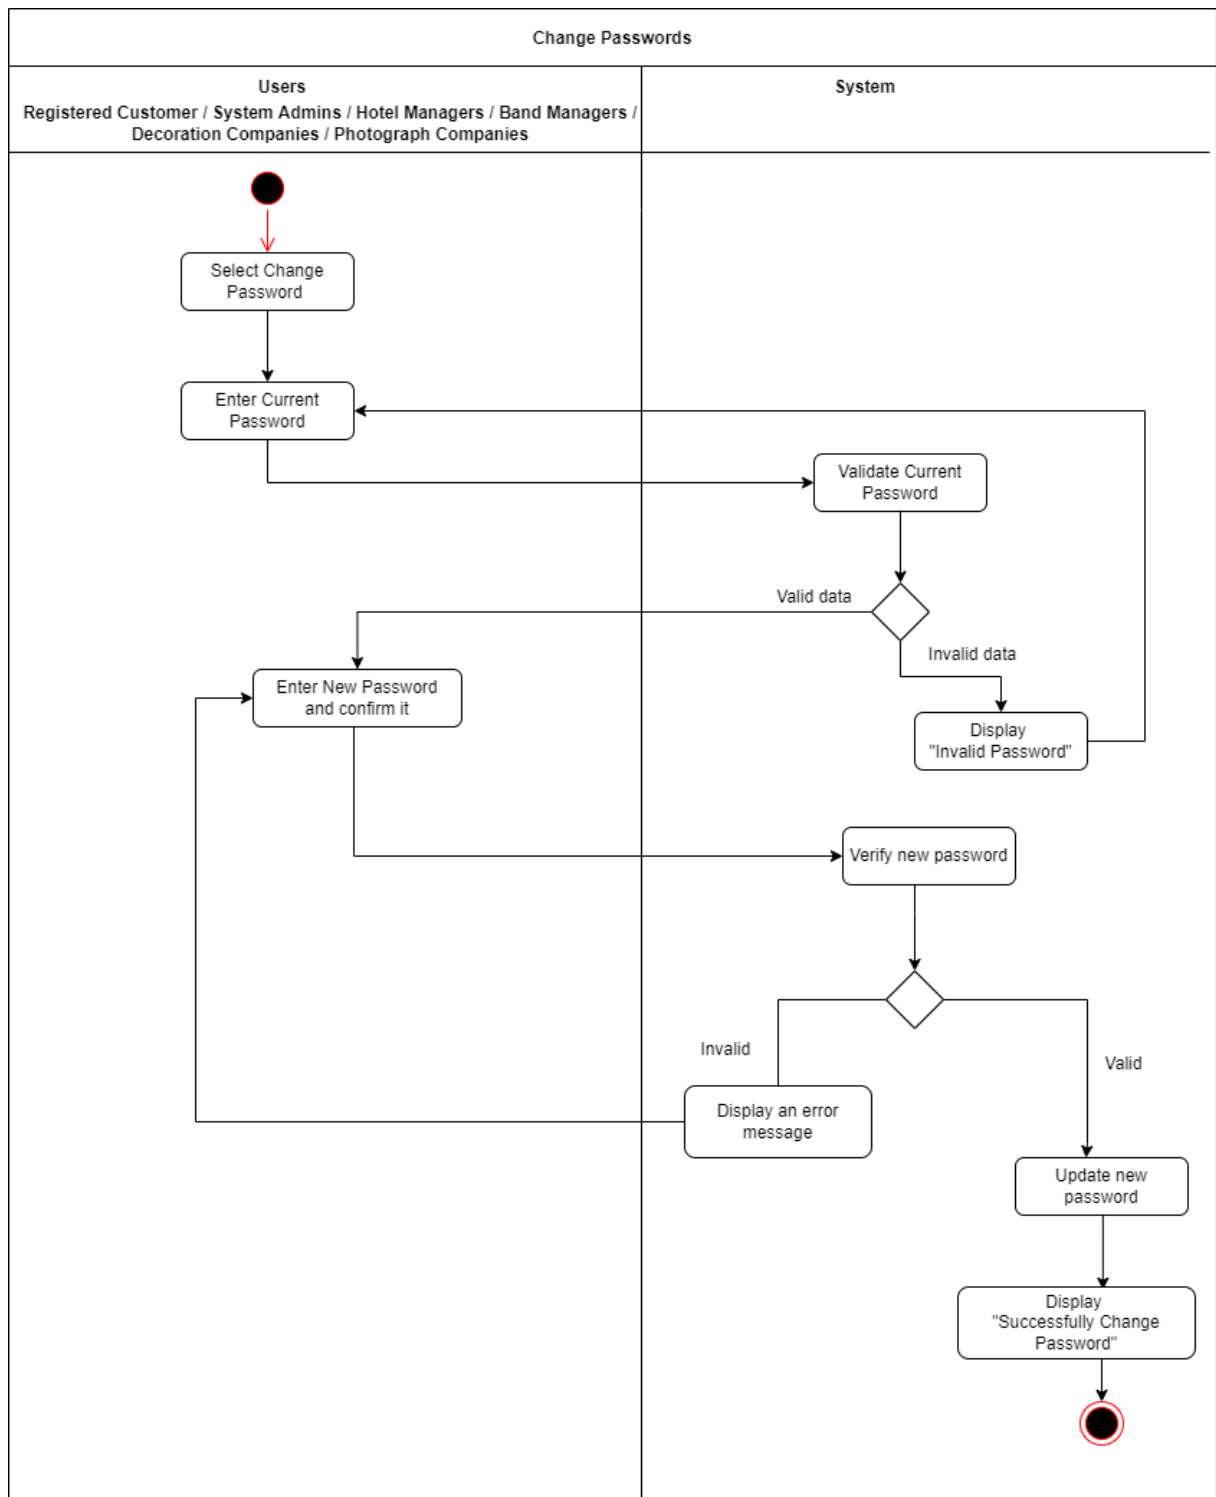 Change Passwords
Users
Registered Customer / System Admins / Hotel Managers / Band Managers /
Decoration Companies / Photograph Companies
System
Select Change
Password
Enter Current
Password
Validate Current
Password
Valid data
Invalid data
Enter New Password
and confirm it
Display
"Invalid Password"
Verify new password
Invalid
Valid
Display an error
message
Update new
password
Display
"Successfully Change
Password"